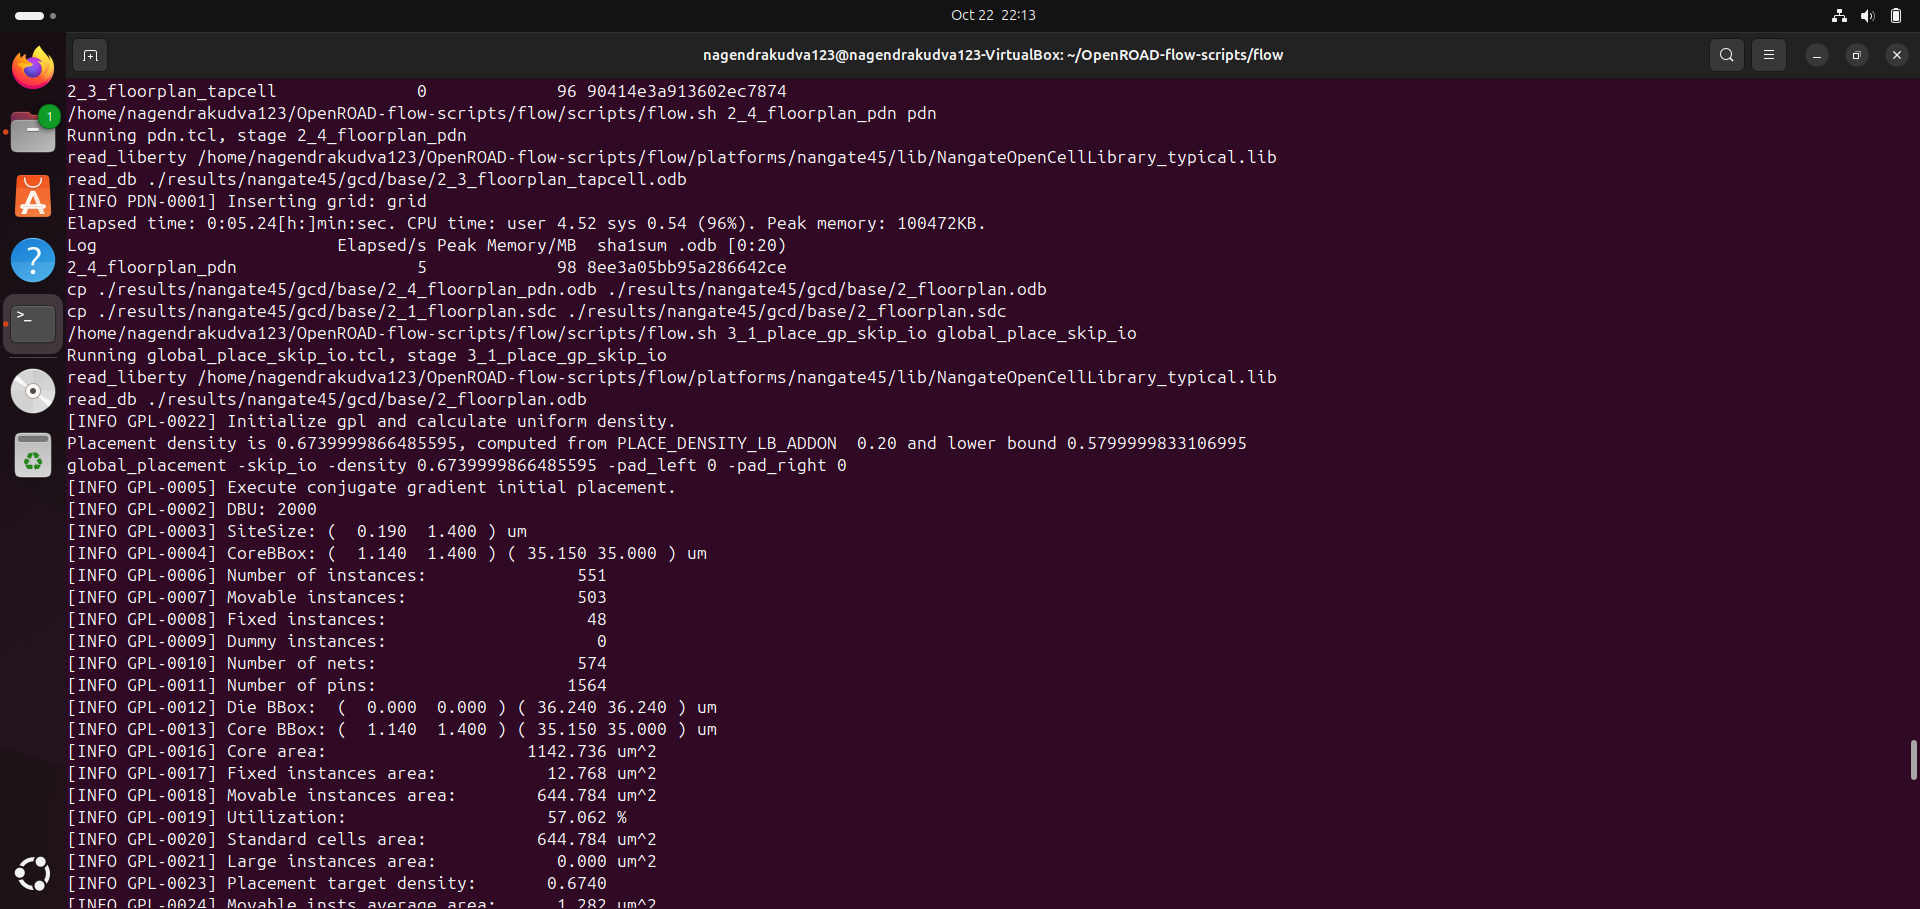 Oct 22 22:13
nagendrakudva123@nagendrakudva123-VirtualBox: ~/OpenROAD-flow-scripts/flow
1
2_3_floorplan_tapcell 0 96 90414e3a913602ec7874
/home/nagendrakudva123/OpenROAD-flow-scripts/flow/scripts/flow.sh 2_4_floorplan_pdn pdn
Running pdn.tcl, stage 2_4_floorplan_pdn
read_liberty /home/nagendrakudva123/OpenROAD-flow-scripts/flow/platforms/nangate45/lib/NangateOpenCellLibrary_typical.lib
read_db ./results/nangate45/gcd/base/2_3_floorplan_tapcell.odb
[INFO PDN-0001] Inserting grid: grid
Elapsed time: 0:05.24[h:]min:sec. CPU time: user 4.52 sys 0.54 (96%). Peak memory: 100472KB.
Log Elapsed/s Peak Memory/MB sha1sum .odb [0:20)
2_4_floorplan_pdn 5 98 8ee3a05bb95a286642ce
cp ./results/nangate45/gcd/base/2_4_floorplan_pdn.odb ./results/nangate45/gcd/base/2_floorplan.odb
cp ./results/nangate45/gcd/base/2_1_floorplan.sdc ./results/nangate45/gcd/base/2_floorplan.sdc
/home/nagendrakudva123/OpenROAD-flow-scripts/flow/scripts/flow.sh 3_1_place_gp_skip_io global_place_skip_io
Running global_place_skip_io.tcl, stage 3_1_place_gp_skip_io
read_liberty /home/nagendrakudva123/OpenROAD-flow-scripts/flow/platforms/nangate45/lib/NangateOpenCellLibrary_typical.lib
read_db ./results/nangate45/gcd/base/2_floorplan.odb
[INFO GPL-0022] Initialize gpl and calculate uniform density.
Placement density is 0.6739999866485595, computed from PLACE_DENSITY_LB_ADDON 0.20 and lower bound 0.5799999833106995
global_placement -skip_io -density 0.6739999866485595 -pad_left 0 -pad_right 0
[INFO GPL-0005] Execute conjugate gradient initial placement.
[INFO GPL-0002] DBU: 2000
[INFO GPL-0003] SiteSize: ( 0.190 1.400 ) um
[INFO GPL-0004] CoreBBox: ( 1.140 1.400 ) ( 35.150 35.000 ) um
[INFO GPL-0006] Number of instances: 551
[INFO GPL-0007] Movable instances: 503
[INFO GPL-0008] Fixed instances: 48
[INFO GPL-0009] Dummy instances: 0
[INFO GPL-0010] Number of nets: 574
[INFO GPL-0011] Number of pins: 1564
[INFO GPL-0012] Die BBox: ( 0.000 0.000 ) ( 36.240 36.240 ) um
[INFO GPL-0013] Core BBox: ( 1.140 1.400 ) ( 35.150 35.000 ) um
[INFO GPL-0016] Core area: 1142.736 um^2
[INFO GPL-0017] Fixed instances area: 12.768 um^2
[INFO GPL-0018] Movable instances area: 644.784 um^2
[INFO GPL-0019] Utilization: 57.062 %
[INFO GPL-0020] Standard cells area: 644.784 um^2
[INFO GPL-0021] Large instances area: 0.000 um^2
[INFO GPL-0023] Placement target density: 0.6740
[INFO GPL-0024] Movable insts average area: 1.282 um^2